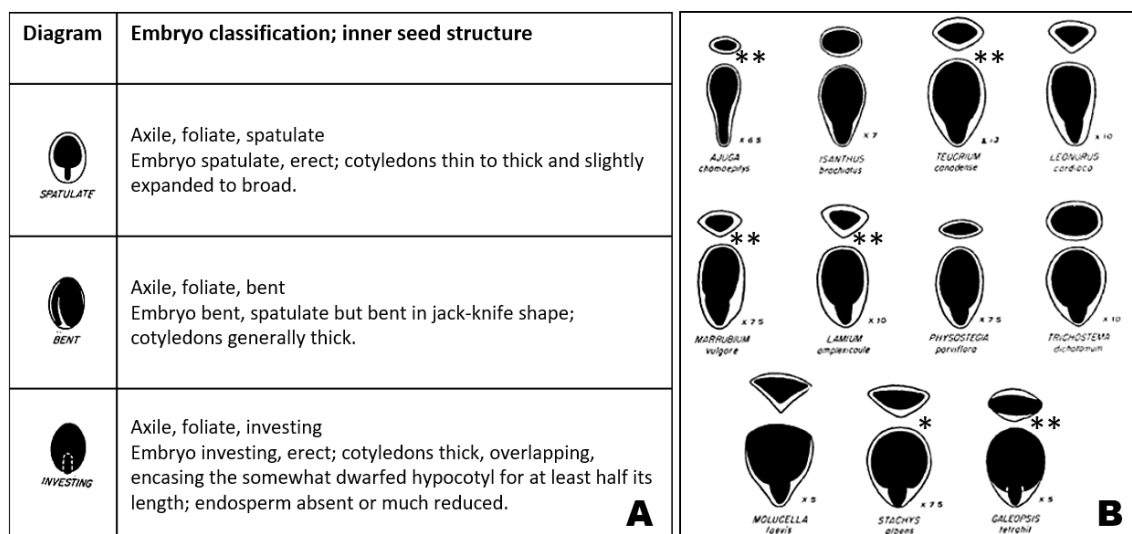 Diagram Embryo classification; inner seed structure
SPATULATE
Axile, foliate, spatulate
Embryo spatulate, erect; cotyledons thin to thick and slightly
expanded to broad.
BENT
Axile, foliate, bent
Embryo bent, spatulate but bent in jack-knife shape;
cotyledons generally thick.
INVESTING
Axile, foliate, investing
Embryo investing, erect; cotyledons thick, overlapping,
encasing the somewhat dwarfed hypocotyl for at least half its
length; endosperm absent or much reduced.
A
** **
x 6 5 x 7 x 10
AJUGA ISANTHUS TEUCRIUM LEONURUS
chamaepitys brachiatus canadense cardiaca
** **
x 7 5 x 10 x 7 5 x 10
MARRUBIUM LAMIUM PHYSOSTEGIA TRICHOSTEMA
vulgare amplexicaule parviflora dichotomum
* **
x 5 x 7 5 x 5
MOLUCELLA STACHYS GALEOPSIS
laevis albens tetrahit
B